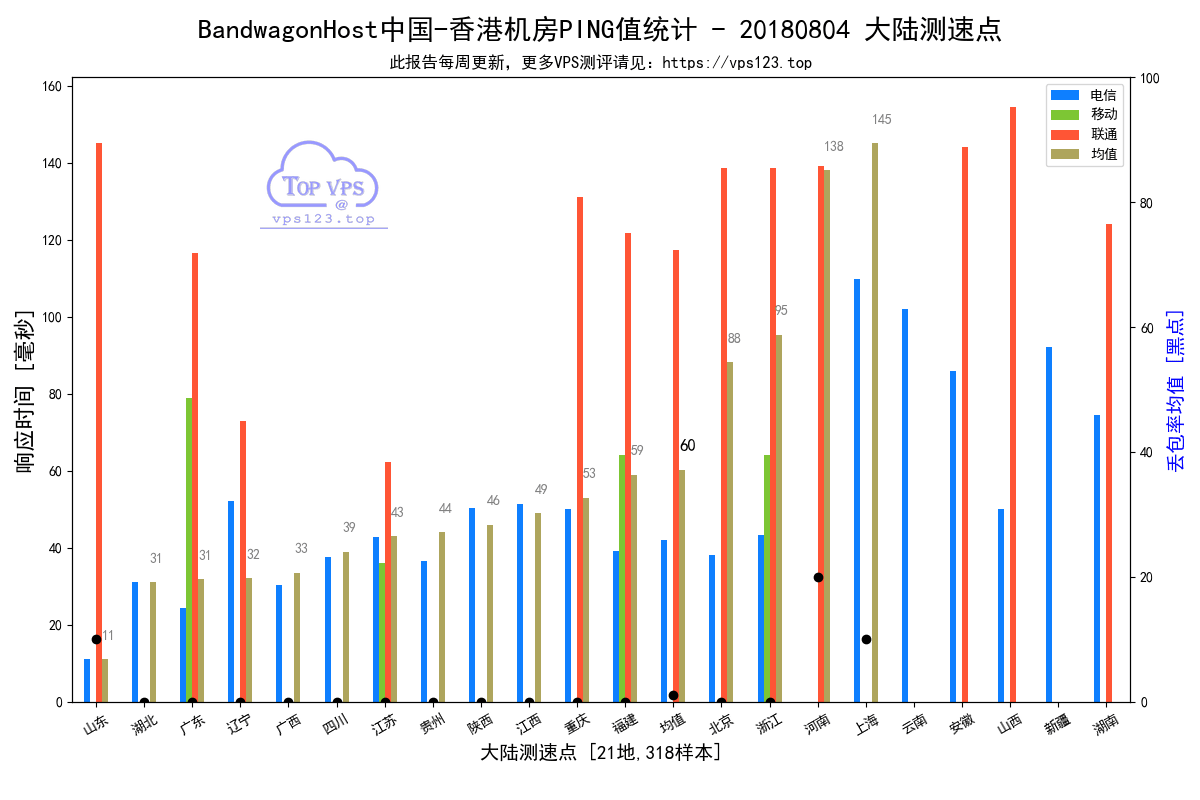 BandwagonHost中国-香港机房PING值统计 - 20180804 大陆测速点
此报告每周更新，更多VPS测评请见：https://vps123.top
响应时间 [毫秒]
160
140
120
100
80
60
40
20
0
TOP VPS
@
vps123.top
电信
移动
联通
均值
11
31
31
32
33
39
43
44
46
49
53
59
60
88
95
138
145
100
80
60
40
20
0
丢包率均值 [黑点]
山东 湖北 广东 辽宁 广西 四川 江苏 贵州 陕西 江西 重庆 福建 均值 北京 浙江 河南 上海 云南 安徽 山西 新疆 湖南
大陆测速点 [21地,318样本]